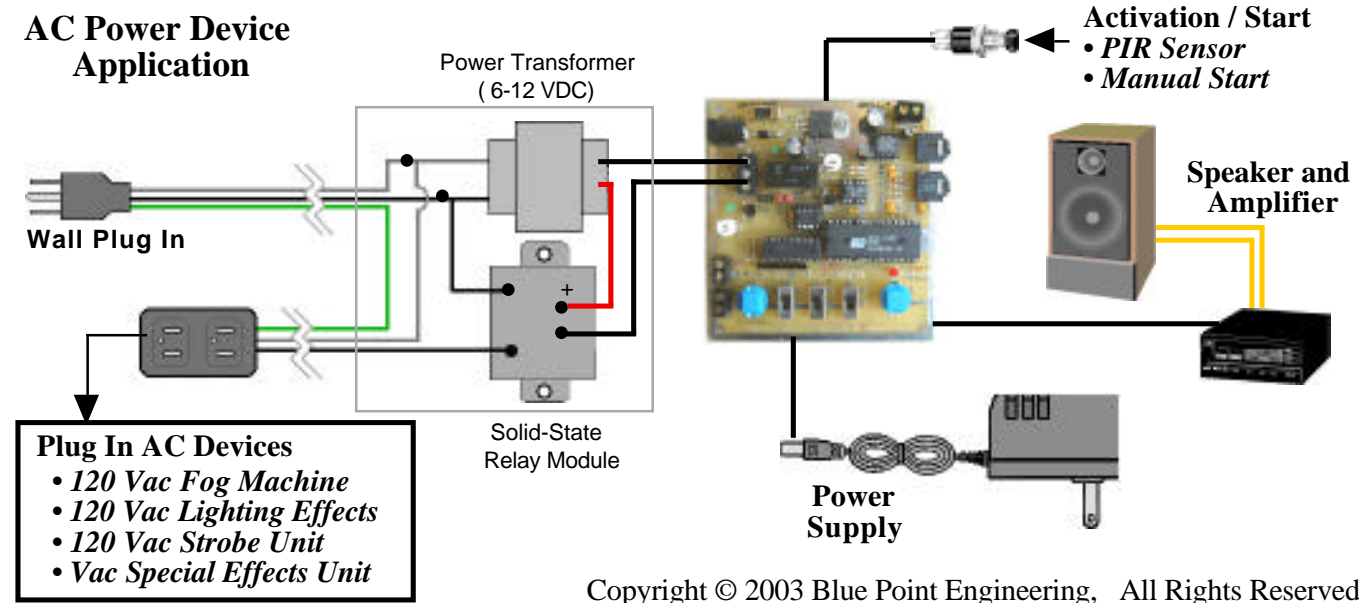 AC Power Device
Application
Power Transformer
( 6-12 VDC)
Activation / Start
• PIR Sensor
• Manual Start
Speaker and
Amplifier
Wall Plug In
+
Solid-State
Relay Module
Plug In AC Devices
• 120 Vac Fog Machine
• 120 Vac Lighting Effects
• 120 Vac Strobe Unit
• Vac Special Effects Unit
Power
Supply
Copyright © 2003 Blue Point Engineering, All Rights Reserved